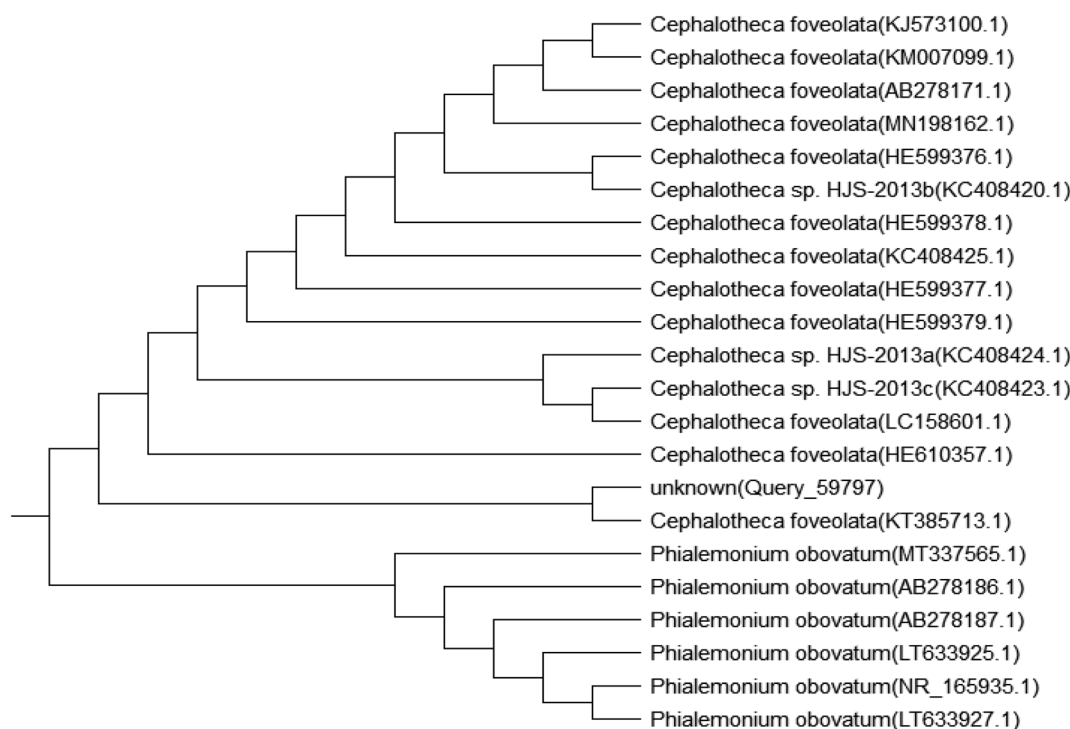 Cephalotheca foveolata(KJ573100.1)
Cephalotheca foveolata(KM007099.1)
Cephalotheca foveolata(AB278171.1)
Cephalotheca foveolata(MN198162.1)
Cephalotheca foveolata(HE599376.1)
Cephalotheca sp. HJS-2013b(KC408420.1)
Cephalotheca foveolata(HE599378.1)
Cephalotheca foveolata(KC408425.1)
Cephalotheca foveolata(HE599377.1)
Cephalotheca foveolata(HE599379.1)
Cephalotheca sp. HJS-2013a(KC408424.1)
Cephalotheca sp. HJS-2013c(KC408423.1)
Cephalotheca foveolata(LC158601.1)
Cephalotheca foveolata(HE610357.1)
unknown(Query_59797)
Cephalotheca foveolata(KT385713.1)
Phialemonium obovatum(MT337565.1)
Phialemonium obovatum(AB278186.1)
Phialemonium obovatum(AB278187.1)
Phialemonium obovatum(LT633925.1)
Phialemonium obovatum(NR_165935.1)
Phialemonium obovatum(LT633927.1)